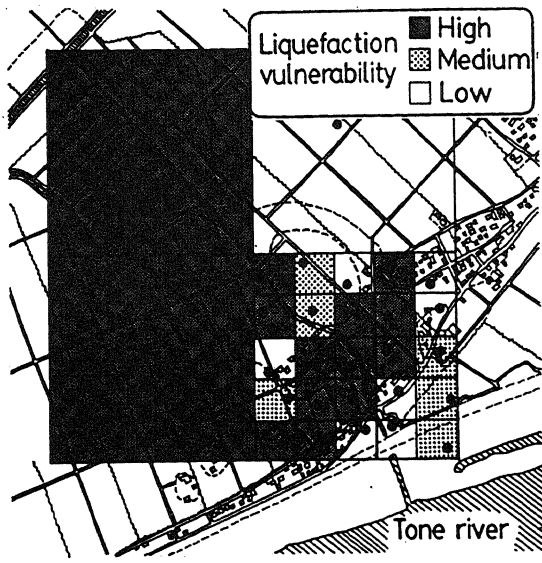 Liquefaction
vulnerability
High
Medium
Low
Tone river